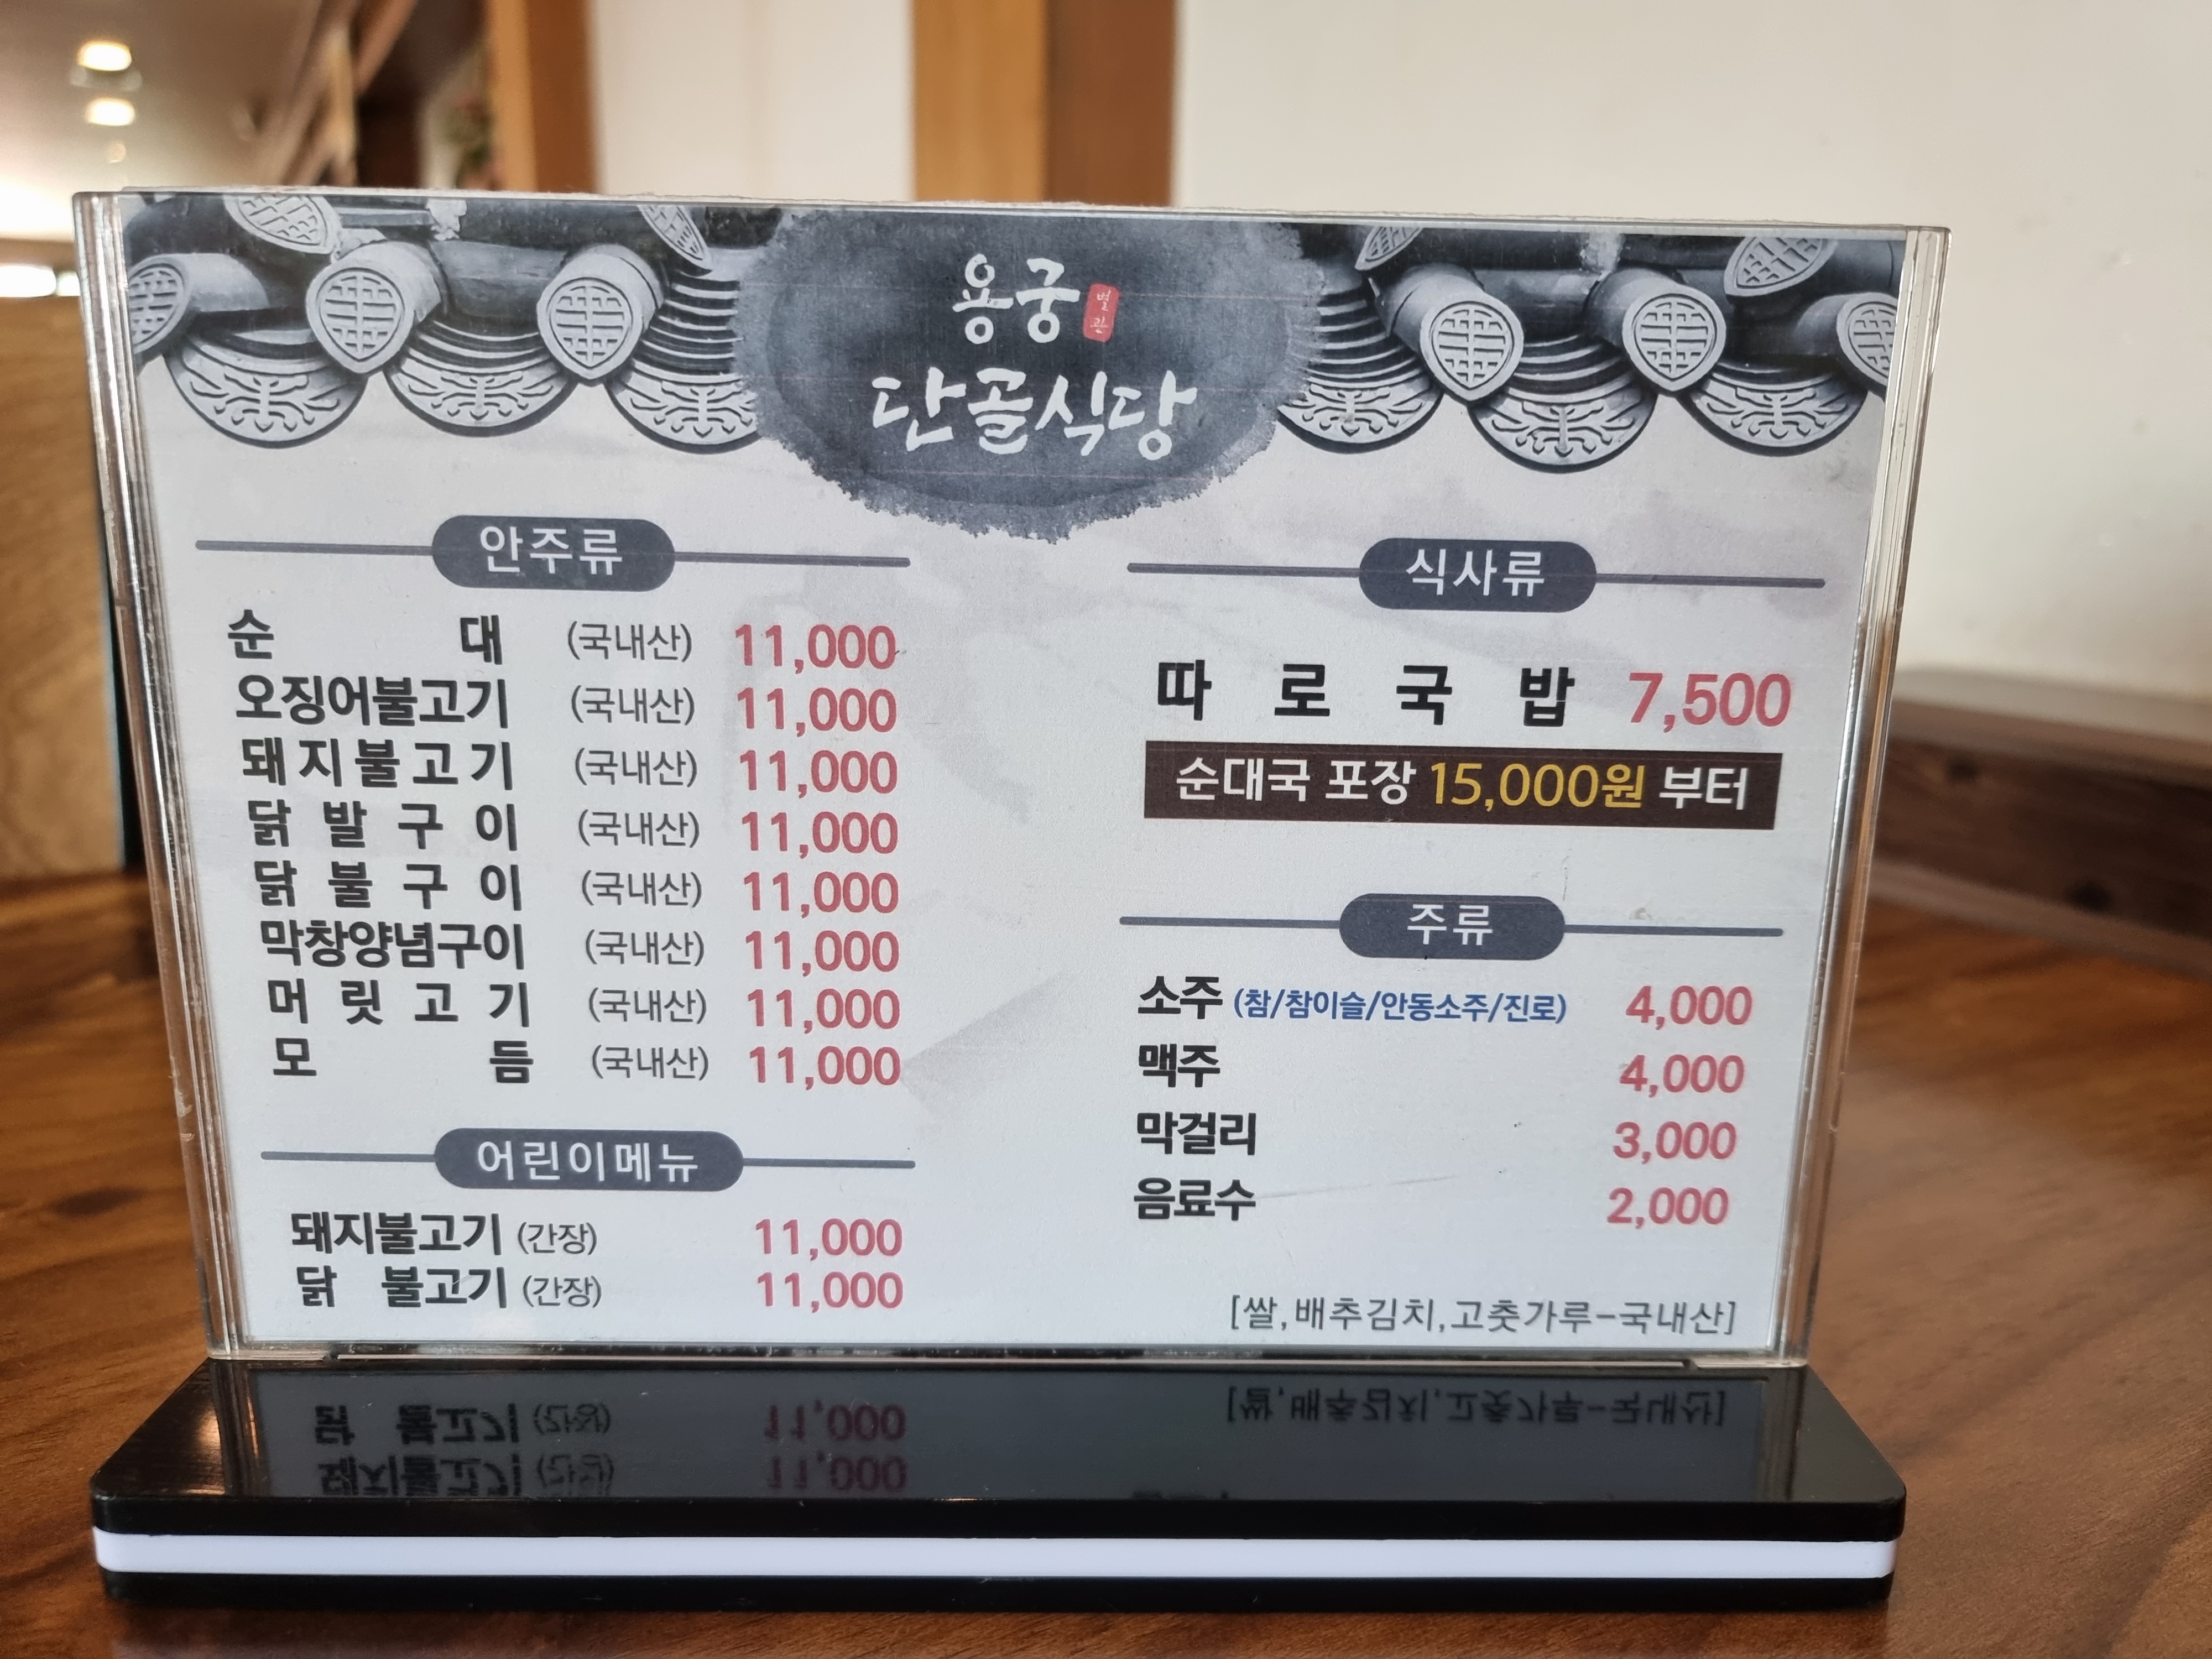 용궁 별관
단골식당
안주류
순대 (국내산) 11,000
오징어불고기 (국내산) 11,000
돼지불고기 (국내산) 11,000
닭발구이 (국내산) 11,000
닭불구이 (국내산) 11,000
막창양념구이 (국내산) 11,000
머릿고기 (국내산) 11,000
모듬 (국내산) 11,000
어린이메뉴
돼지불고기 (간장) 11,000
닭 불고기 (간장) 11,000
식사류
따로국밥 7,500
순대국 포장 15,000원 부터
주류
소주 (참/참이슬/안동소주/진로) 4,000
맥주 4,000
막걸리 3,000
음료수 2,000
[쌀,배추김치,고춧가루-국내산]